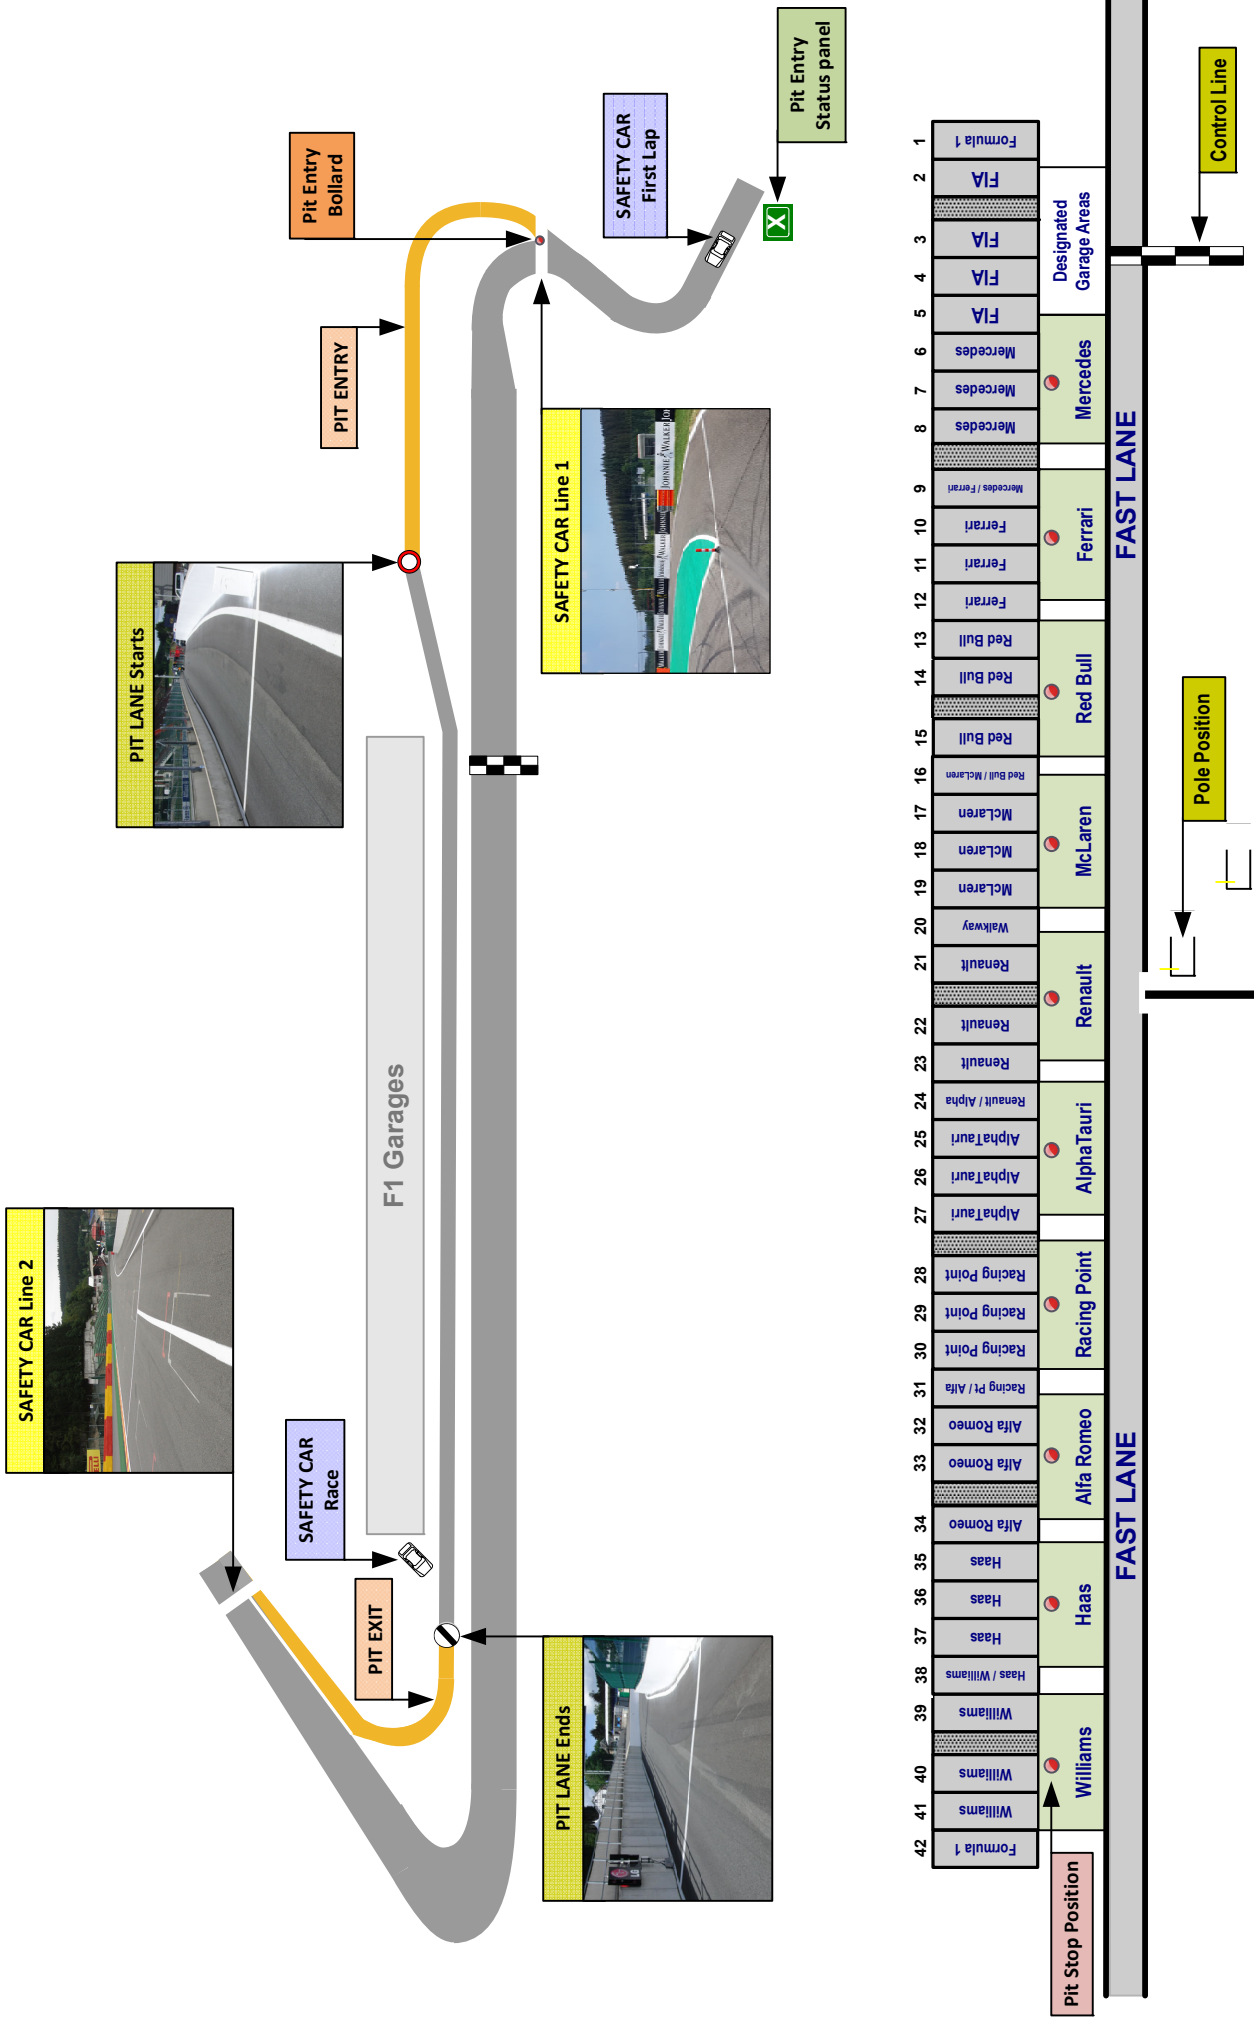 SAFETY CAR Line 2
PIT LANE Starts
Pit Entry
Bollard
PIT ENTRY
SAFETY CAR
First Lap
Pit Entry
Status panel
X
SAFETY CAR Line 1
JOHNNIE WALKER
F1 Garages
SAFETY CAR
Race
PIT EXIT
PIT LANE Ends
Control Line
Pole Position
Pit Stop Position
FAST LANE
FAST LANE
Designated
Garage Areas
Mercedes
Ferrari
Red Bull
McLaren
Renault
AlphaTauri
Racing Point
Alfa Romeo
Haas
Williams
1 Formula 1
2 FIA
3 FIA
4 FIA
5 FIA
6 Mercedes
7 Mercedes
8 Mercedes
9 Mercedes / Ferrari
10 Ferrari
11 Ferrari
12 Ferrari
13 Red Bull
14 Red Bull
15 Red Bull
16 Red Bull / McLaren
17 McLaren
18 McLaren
19 McLaren
20 Walkway
21 Renault
22 Renault
23 Renault
24 Renault / Alpha
25 AlphaTauri
26 AlphaTauri
27 AlphaTauri
28 Racing Point
29 Racing Point
30 Racing Point
31 Racing Pt / Alfa
32 Alfa Romeo
33 Alfa Romeo
34 Alfa Romeo
35 Haas
36 Haas
37 Haas
38 Haas / Williams
39 Williams
40 Williams
41 Williams
42 Formula 1